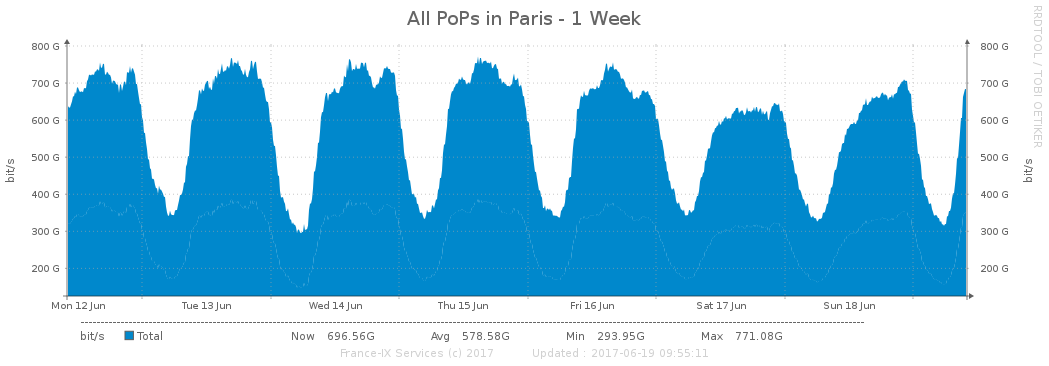 All PoPs in Paris - 1 Week
RRDTOOL / TOBI OETIKER
bit/s
800 G
700 G
600 G
500 G
400 G
300 G
200 G
800 G
700 G
600 G
500 G
400 G
300 G
200 G
bit/s
Mon 12 Jun Tue 13 Jun Wed 14 Jun Thu 15 Jun Fri 16 Jun Sat 17 Jun Sun 18 Jun
bit/s Total Now 696.56G Avg 578.58G Min 293.95G Max 771.08G
France-IX Services (c) 2017 Updated : 2017-06-19 09:55:11